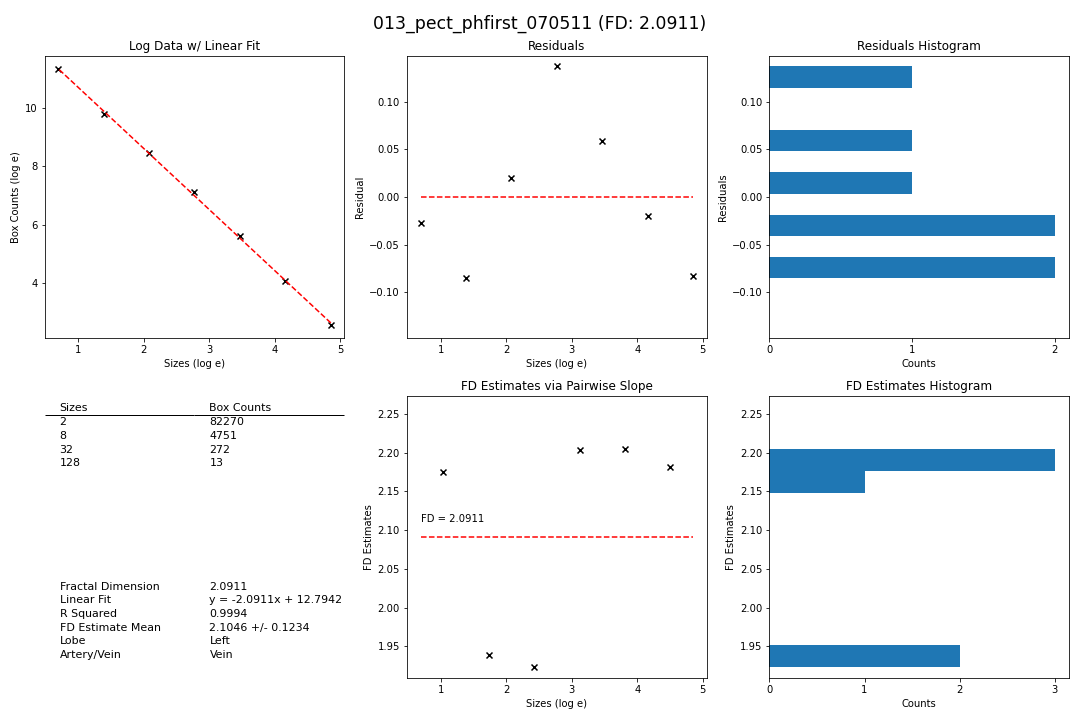 013_pect_phfirst_070511 (FD: 2.0911)
Log Data w/ Linear Fit
Box Counts (log e)
10
8
6
4
1 2 3 4 5
Sizes (log e)
Residuals
Residual
0.10
0.05
0.00
−0.05
−0.10
1 2 3 4 5
Sizes (log e)
Residuals Histogram
Residuals
0.10
0.05
0.00
−0.05
−0.10
0 1 2
Counts
Sizes Box Counts
2 82270
8 4751
32 272
128 13
Fractal Dimension 2.0911
Linear Fit y = -2.0911x + 12.7942
R Squared 0.9994
FD Estimate Mean 2.1046 +/- 0.1234
Lobe Left
Artery/Vein Vein
FD Estimates via Pairwise Slope
FD Estimates
2.25
2.20
2.15
2.10
2.05
2.00
1.95
FD = 2.0911
1 2 3 4 5
Sizes (log e)
FD Estimates Histogram
FD Estimates
2.25
2.20
2.15
2.10
2.05
2.00
1.95
0 1 2 3
Counts